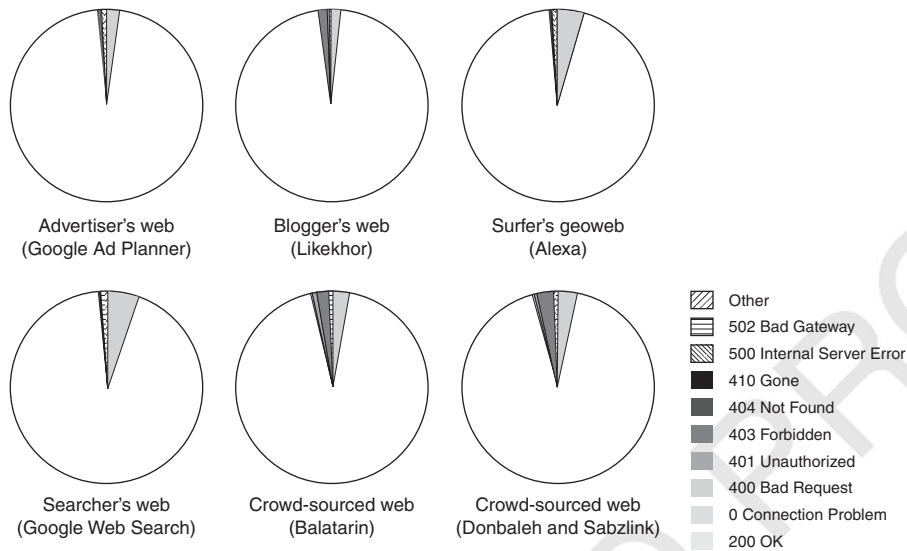 Advertiser's web
(Google Ad Planner)
Blogger's web
(Likekhor)
Surfer's geoweb
(Alexa)
Searcher's web
(Google Web Search)
Crowd-sourced web
(Balatarin)
Crowd-sourced web
(Donbaleh and Sabzlink)
Other
502 Bad Gateway
500 Internal Server Error
410 Gone
404 Not Found
403 Forbidden
401 Unauthorized
400 Bad Request
0 Connection Problem
200 OK